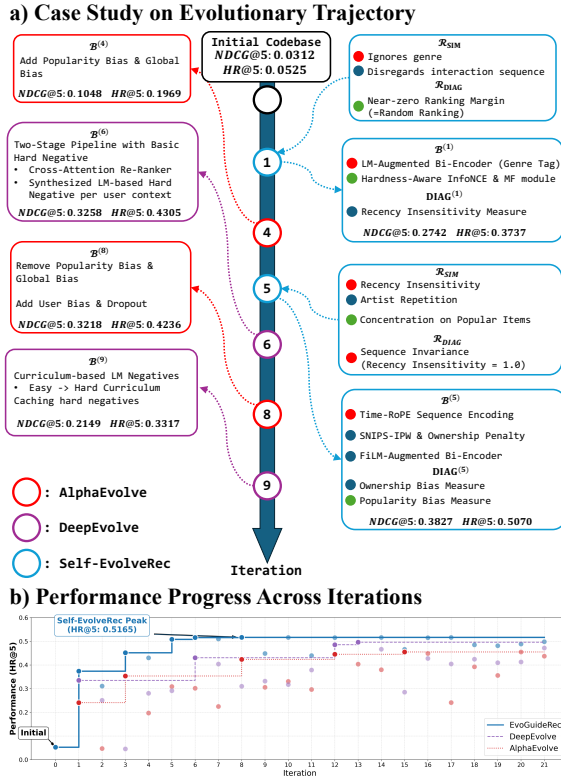 a) Case Study on Evolutionary Trajectory
Initial Codebase
NDCG@5:0.0312
HR@5:0.0525
ℬ(4)
Add Popularity Bias & Global
Bias
NDCG@5:0.1048 HR@5:0.1969
ℬ(6)
Two-Stage Pipeline with Basic
Hard Negative
• Cross-Attention Re-Ranker
• Synthesized LM-based Hard
Negative per user context
NDCG@5:0.3258 HR@5:0.4305
ℬ(8)
Remove Popularity Bias &
Global Bias
Add User Bias & Dropout
NDCG@5:0.3218 HR@5:0.4236
ℬ(9)
Curriculum-based LM Negatives
• Easy -> Hard Curriculum
Caching hard negatives
NDCG@5:0.2149 HR@5:0.3317
: AlphaEvolve
: DeepEvolve
: Self-EvolveRec
1
4
5
6
8
9
Iteration
ℛSIM
Ignores genre
Disregards interaction sequence
ℛDIAG
Near-zero Ranking Margin
(=Random Ranking)
ℬ(1)
LM-Augmented Bi-Encoder (Genre Tag)
Hardness-Aware InfoNCE & MF module
DIAG(1)
Recency Insensitivity Measure
NDCG@5:0.2742 HR@5:0.3737
ℛSIM
Recency Insensitivity
Artist Repetition
Concentration on Popular Items
ℛDIAG
Sequence Invariance
(Recency Insensitivity = 1.0)
ℬ(5)
Time-RoPE Sequence Encoding
SNIPS-IPW & Ownership Penalty
FiLM-Augmented Bi-Encoder
DIAG(5)
Ownership Bias Measure
Popularity Bias Measure
NDCG@5:0.3827 HR@5:0.5070
b) Performance Progress Across Iterations
Performance (HR@5)
0.6
0.5
0.4
0.3
0.2
0.1
0.0
Self-EvolveRec Peak
(HR@5: 0.5165)
Initial
EvoGuideRec
DeepEvolve
AlphaEvolve
0 1 2 3 4 5 6 7 8 9 10 11 12 13 14 15 16 17 18 19 20 21
Iteration